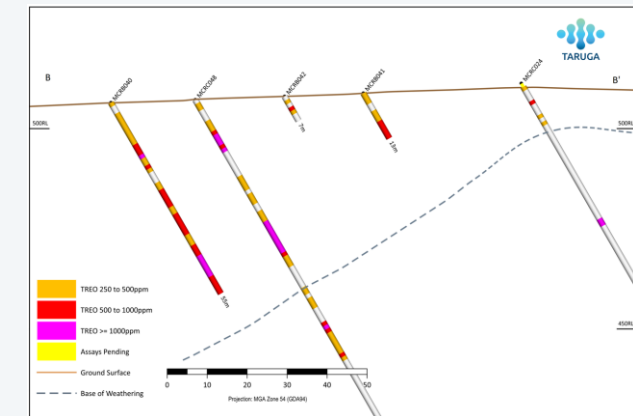 TARUGA
B
B'
MCRB040
MCRC048
MCRB042
MCRB041
MCRC024
500RL
500RL
7m
18m
55m
450RL
TREO 250 to 500ppm
TREO 500 to 1000ppm
TREO >= 1000ppm
Assays Pending
Ground Surface
Base of Weathering
0 10 20 30 40 50
Projection: MGA Zone 54 (GDA94)